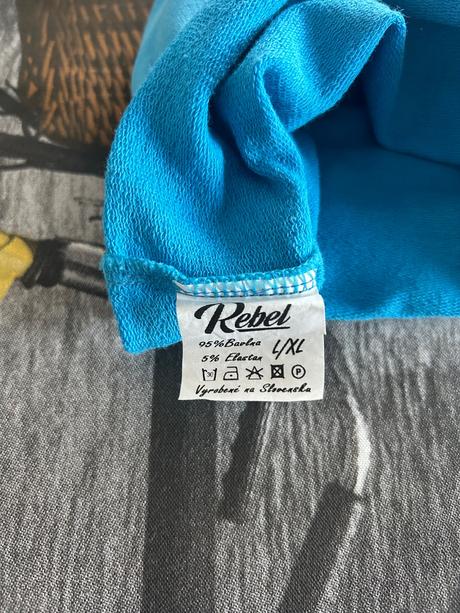 Rebel
95% Bavlna
5% Elastan L/XL
P
Vyrobené na Slovensku